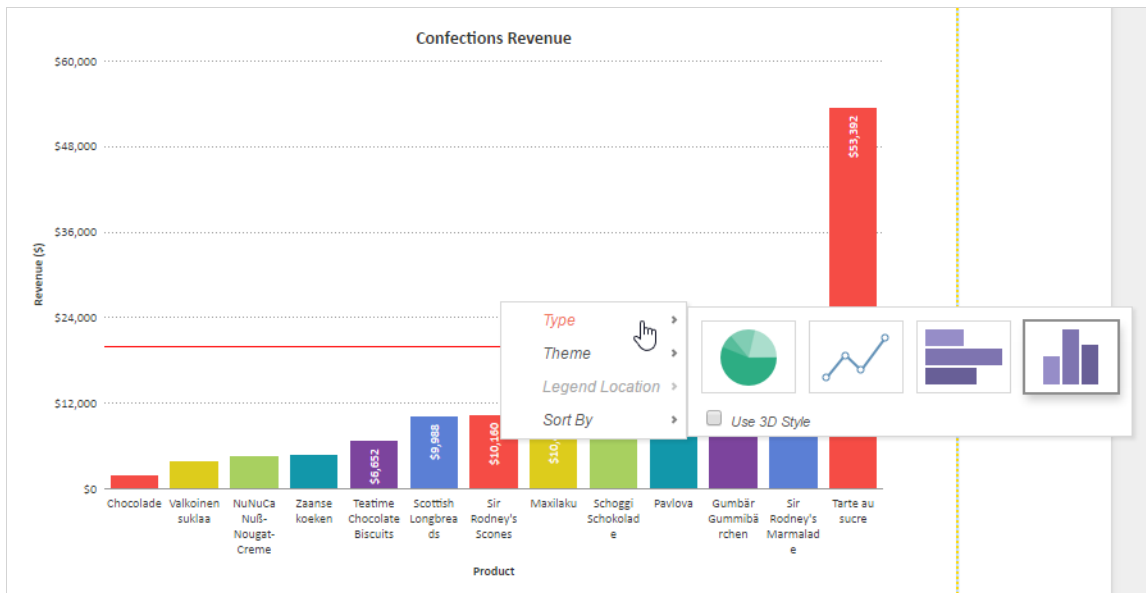 Confections Revenue
$60,000
$48,000
$36,000
$24,000
$12,000
$0
Revenue ($)
$6,652
$9,988
$10,160
$53,392
Type
Theme
Legend Location
Sort By
Use 3D Style
Chocolade
Valkoinen
suklaa
NuNuCa
Nuß-
Nougat-
Creme
Zaanse
koeken
Teatime
Chocolate
Biscuits
Scottish
Longbrea
ds
Sir
Rodney's
Scones
Maxilaku
Schoggi
Schokolad
e
Pavlova
Gumbär
Gummibä
rchen
Sir
Rodney's
Marmalad
e
Tarte au
sucre
Product